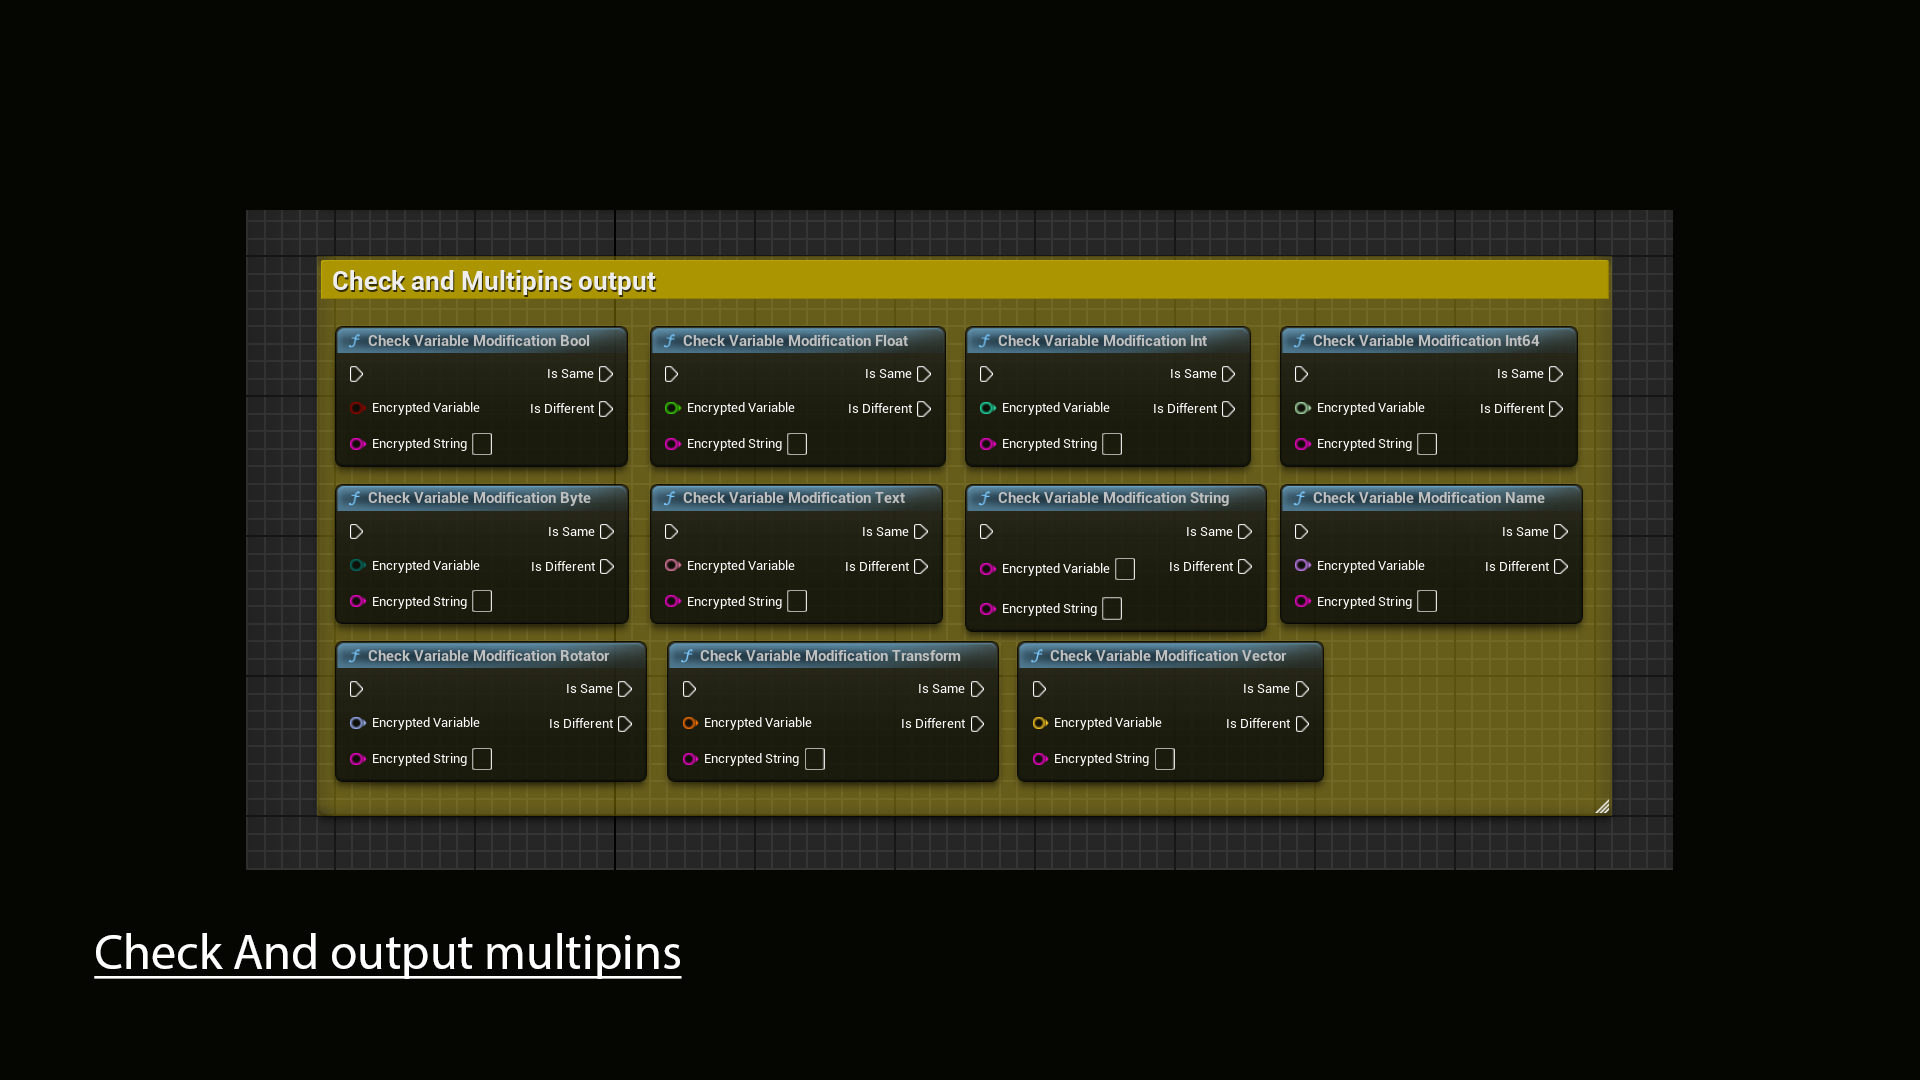 Check and Multipins output
Check Variable Modification Bool
Is Same
Encrypted Variable
Is Different
Encrypted String
Check Variable Modification Float
Is Same
Encrypted Variable
Is Different
Encrypted String
Check Variable Modification Int
Is Same
Encrypted Variable
Is Different
Encrypted String
Check Variable Modification Int64
Is Same
Encrypted Variable
Is Different
Encrypted String
Check Variable Modification Byte
Is Same
Encrypted Variable
Is Different
Encrypted String
Check Variable Modification Text
Is Same
Encrypted Variable
Is Different
Encrypted String
Check Variable Modification String
Is Same
Encrypted Variable
Is Different
Encrypted String
Check Variable Modification Name
Is Same
Encrypted Variable
Is Different
Encrypted String
Check Variable Modification Rotator
Is Same
Encrypted Variable
Is Different
Encrypted String
Check Variable Modification Transform
Is Same
Encrypted Variable
Is Different
Encrypted String
Check Variable Modification Vector
Is Same
Encrypted Variable
Is Different
Encrypted String
Check And output multipins